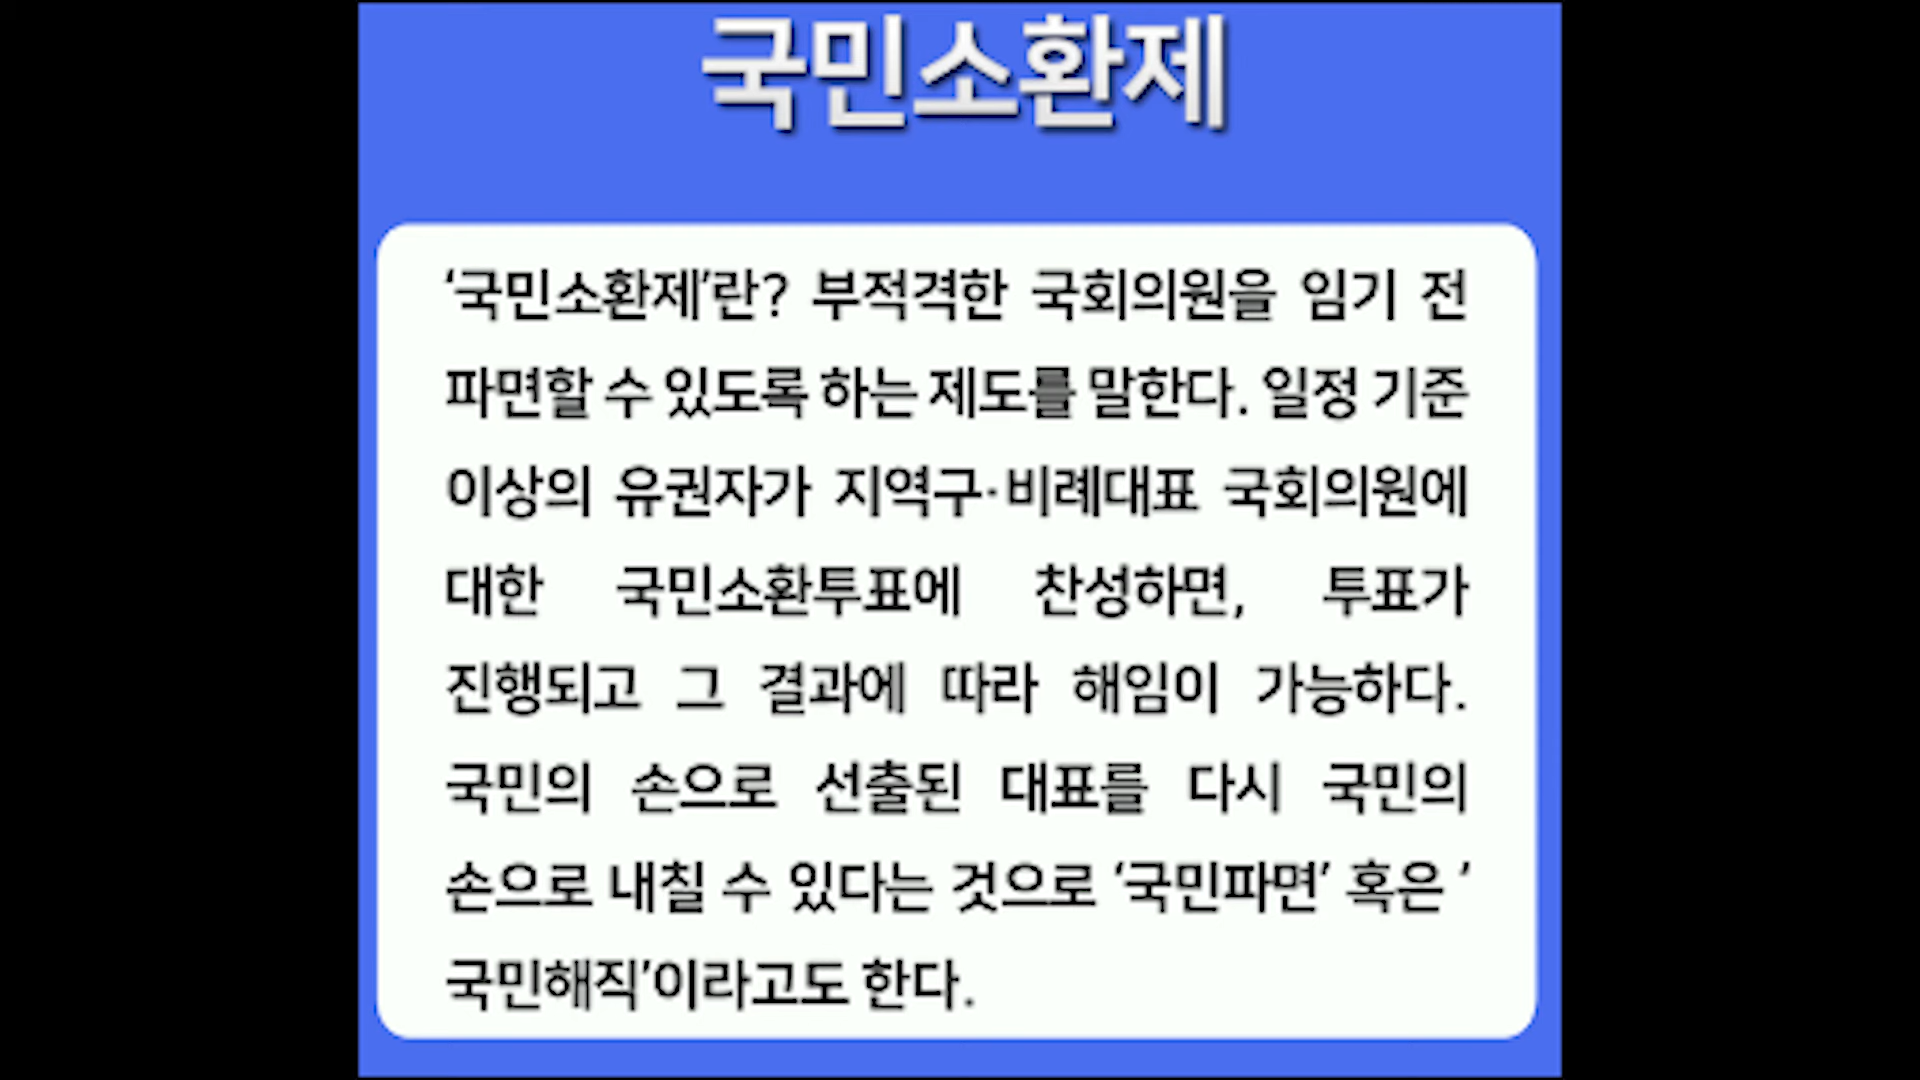 국민소환제
‘국민소환제’란? 부적격한 국회의원을 임기 전
파면할 수 있도록 하는 제도를 말한다. 일정 기준
이상의 유권자가 지역구·비례대표 국회의원에
대한 국민소환투표에 찬성하면, 투표가
진행되고 그 결과에 따라 해임이 가능하다.
국민의 손으로 선출된 대표를 다시 국민의
손으로 내칠 수 있다는 것으로 ‘국민파면’ 혹은 ’
국민해직’이라고도 한다.